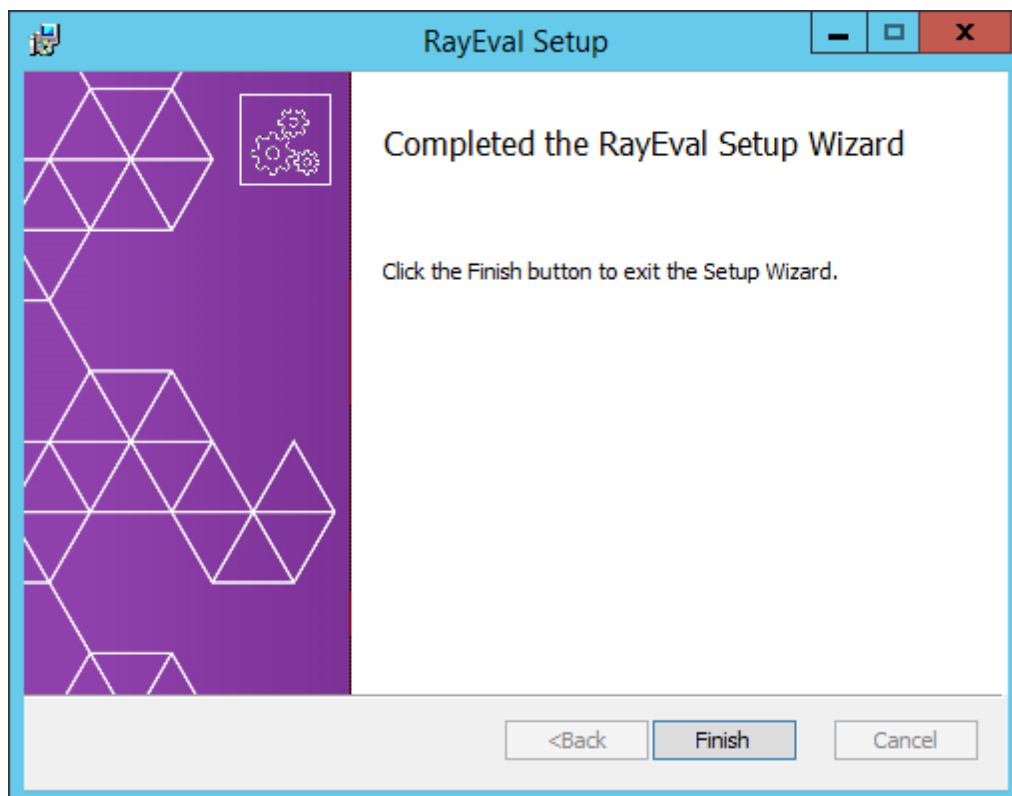 RayEval Setup
Completed the RayEval Setup Wizard
Click the Finish button to exit the Setup Wizard.
<Back
Finish
Cancel